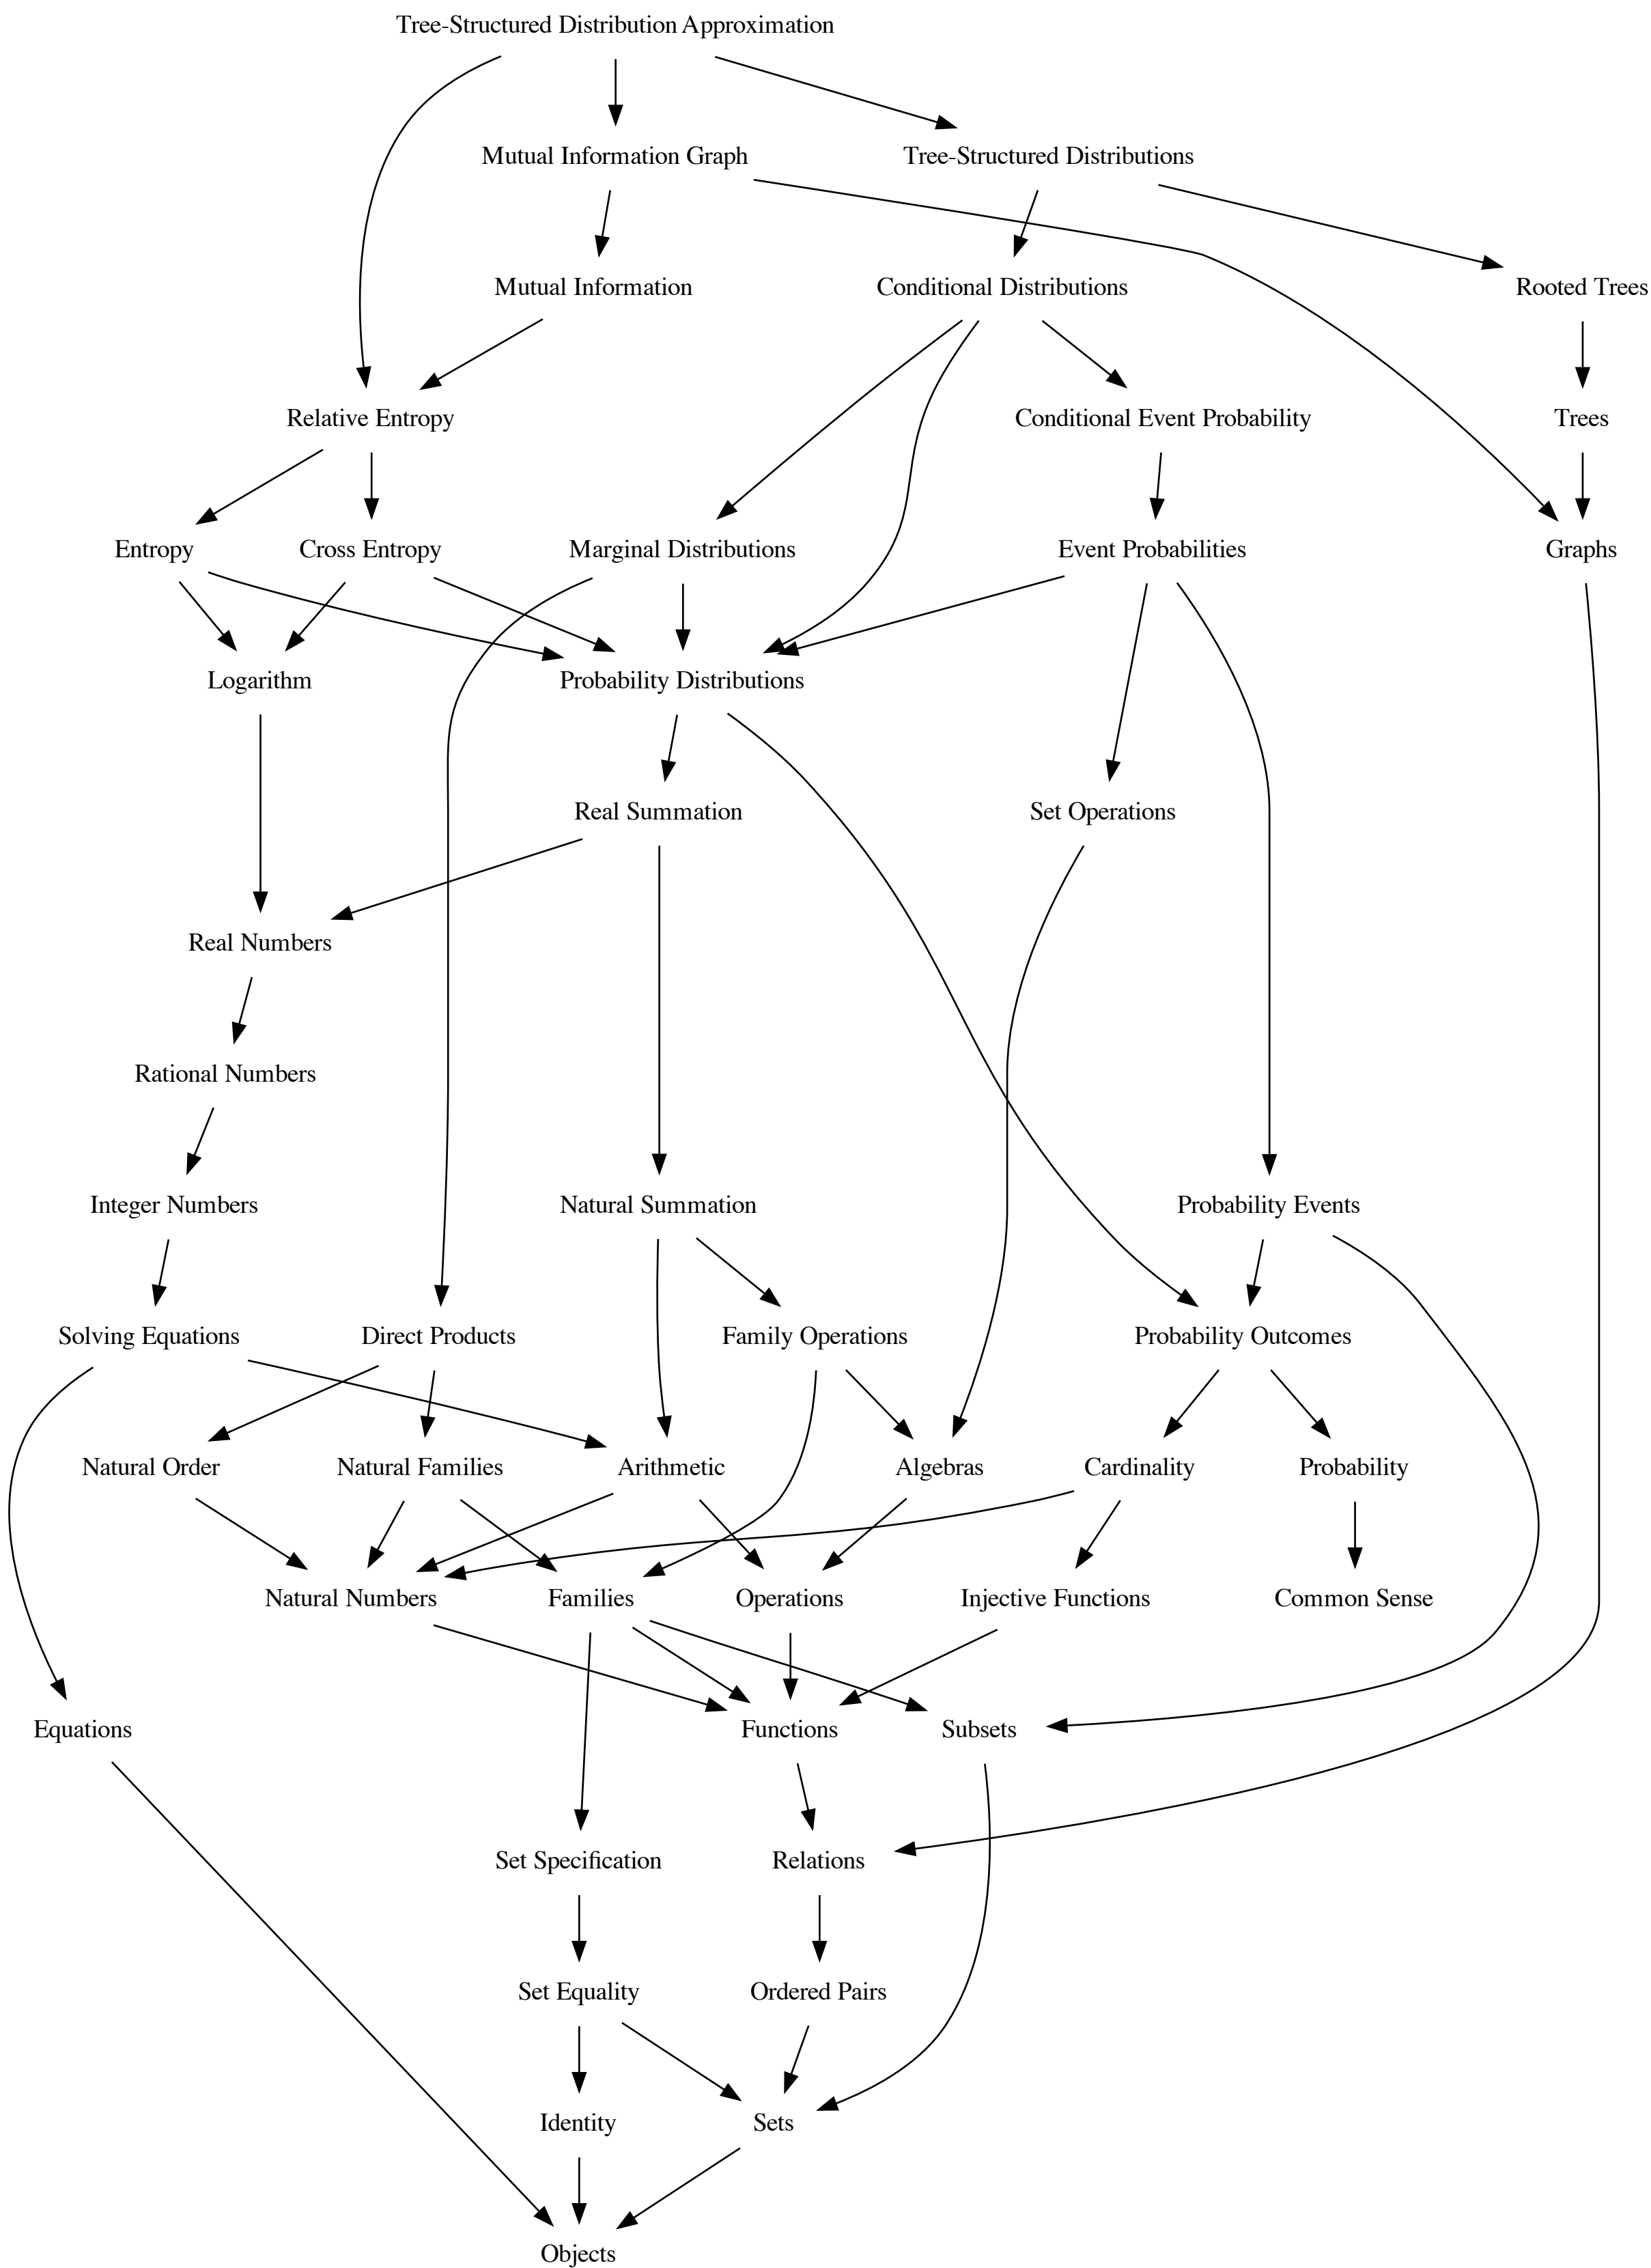 Tree-Structured Distribution Approximation
Mutual Information Graph
Tree-Structured Distributions
Mutual Information
Conditional Distributions
Rooted Trees
Relative Entropy
Conditional Event Probability
Trees
Entropy
Cross Entropy
Marginal Distributions
Event Probabilities
Graphs
Logarithm
Probability Distributions
Real Summation
Set Operations
Real Numbers
Rational Numbers
Integer Numbers
Natural Summation
Probability Events
Solving Equations
Direct Products
Family Operations
Probability Outcomes
Natural Order
Natural Families
Arithmetic
Algebras
Cardinality
Probability
Natural Numbers
Families
Operations
Injective Functions
Common Sense
Equations
Functions
Subsets
Set Specification
Relations
Set Equality
Ordered Pairs
Identity
Sets
Objects